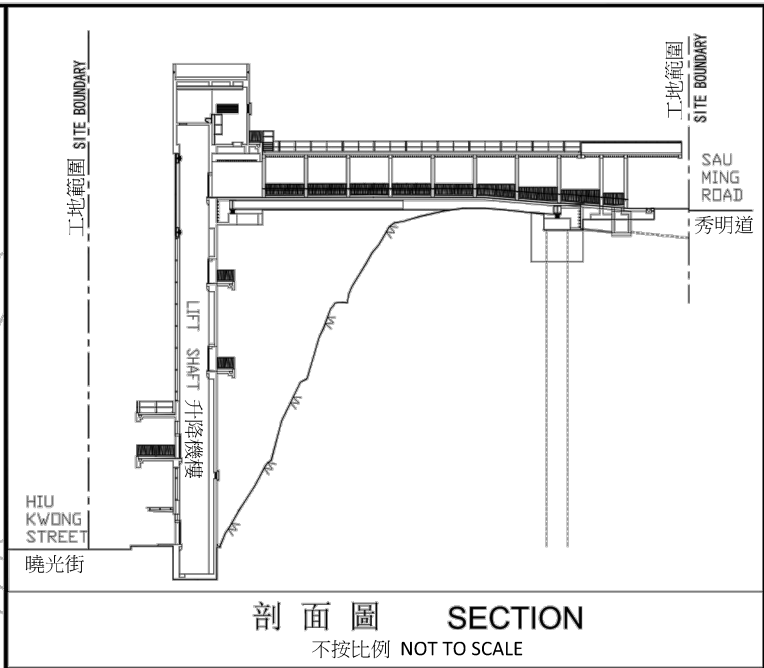 工地範圍 SITE BOUNDARY
工地範圍
SITE BOUNDARY
SAU
MING
ROAD
秀明道
LIFT SHAFT
升降機樓
HIU
KWONG
STREET
曉光街
剖面圖 SECTION
不按比例 NOT TO SCALE